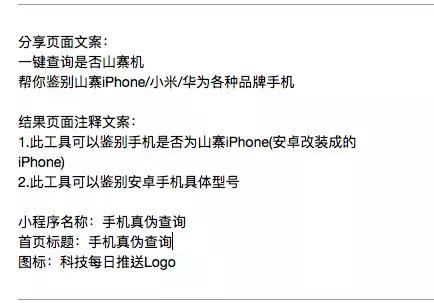 分享页面文案：
一键查询是否山寨机
帮你鉴别山寨iPhone/小米/华为各种品牌手机
结果页面注释文案：
1.此工具可以鉴别手机是否为山寨iPhone(安卓改装成的
iPhone)
2.此工具可以鉴别安卓手机具体型号
小程序名称：手机真伪查询
首页标题：手机真伪查询
图标：科技每日推送Logo